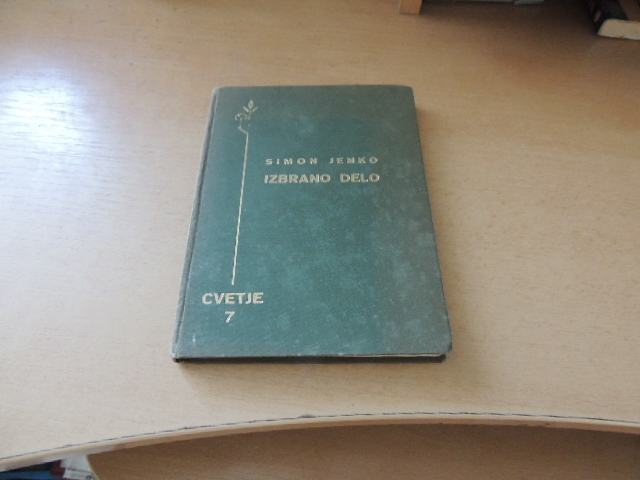 SIMON JENKO
IZBRANO DELO
CVETJE
7